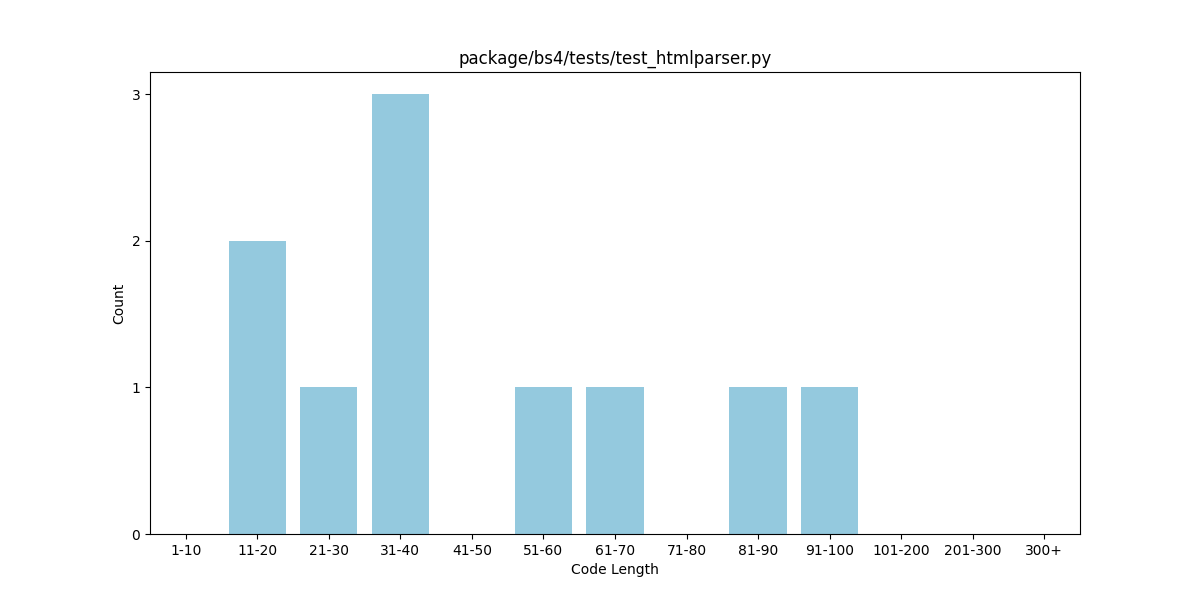 package/bs4/tests/test_htmlparser.py
3
2
1
0
Count
1-10 11-20 21-30 31-40 41-50 51-60 61-70 71-80 81-90 91-100 101-200 201-300 300+
Code Length